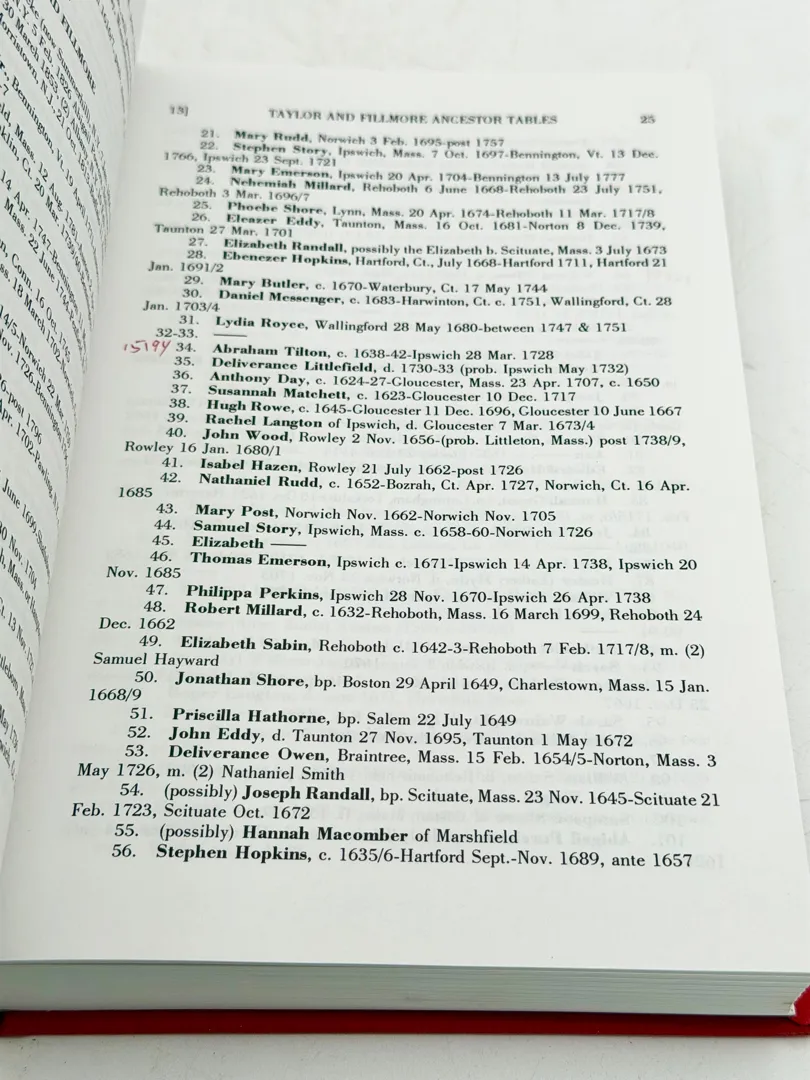 13]
TAYLOR AND FILLMORE ANCESTOR TABLES
25
21. Mary Rudd, Norwich 3 Feb. 1695-post 1757
22. Stephen Story, Ipswich, Mass. 7 Oct. 1697-Bennington, Vt. 13 Dec.
1766, Ipswich 23 Sept. 1721
23. Mary Emerson, Ipswich 20 Apr. 1704-Bennington 13 July 1777
24. Nehemiah Millard, Rehoboth 6 June 1668-Rehoboth 23 July 1751,
Rehoboth 3 Mar. 1696/7
25. Phoebe Shore, Lynn, Mass. 20 Apr. 1674-Rehoboth 11 Mar. 1717/8
26. Eleazer Eddy, Taunton, Mass. 16 Oct. 1681-Norton 8 Dec. 1739,
Taunton 27 Mar. 1701
27. Elizabeth Randall, possibly the Elizabeth b. Scituate, Mass. 3 July 1673
28. Ebenezer Hopkins, Hartford, Ct., July 1668-Hartford 1711, Hartford 21
Jan. 1691/2
29. Mary Butler, c. 1670-Waterbury, Ct. 17 May 1744
30. Daniel Messenger, c. 1683-Harwinton, Ct. c. 1751, Wallingford, Ct. 28
Jan. 1703/4
31. Lydia Royce, Wallingford 28 May 1680-between 1747 & 1751
32-33. ——
15194 34. Abraham Tilton, c. 1638-42-Ipswich 28 Mar. 1728
35. Deliverance Littlefield, d. 1730-33 (prob. Ipswich May 1732)
36. Anthony Day, c. 1624-27-Gloucester, Mass. 23 Apr. 1707, c. 1650
37. Susannah Matchett, c. 1623-Gloucester 10 Dec. 1717
38. Hugh Rowe, c. 1645-Gloucester 11 Dec. 1696, Gloucester 10 June 1667
39. Rachel Langton of Ipswich, d. Gloucester 7 Mar. 1673/4
40. John Wood, Rowley 2 Nov. 1656-(prob. Littleton, Mass.) post 1738/9,
Rowley 16 Jan. 1680/1
41. Isabel Hazen, Rowley 21 July 1662-post 1726
42. Nathaniel Rudd, c. 1652-Bozrah, Ct. Apr. 1727, Norwich, Ct. 16 Apr.
1685
43. Mary Post, Norwich Nov. 1662-Norwich Nov. 1705
44. Samuel Story, Ipswich, Mass. c. 1658-60-Norwich 1726
45. Elizabeth ——
46. Thomas Emerson, Ipswich c. 1671-Ipswich 14 Apr. 1738, Ipswich 20
Nov. 1685
47. Philippa Perkins, Ipswich 28 Nov. 1670-Ipswich 26 Apr. 1738
48. Robert Millard, c. 1632-Rehoboth, Mass. 16 March 1699, Rehoboth 24
Dec. 1662
49. Elizabeth Sabin, Rehoboth c. 1642-3-Rehoboth 7 Feb. 1717/8, m. (2)
Samuel Hayward
50. Jonathan Shore, bp. Boston 29 April 1649, Charlestown, Mass. 15 Jan.
1668/9
51. Priscilla Hathorne, bp. Salem 22 July 1649
52. John Eddy, d. Taunton 27 Nov. 1695, Taunton 1 May 1672
53. Deliverance Owen, Braintree, Mass. 15 Feb. 1654/5-Norton, Mass. 3
May 1726, m. (2) Nathaniel Smith
54. (possibly) Joseph Randall, bp. Scituate, Mass. 23 Nov. 1645-Scituate 21
Feb. 1723, Scituate Oct. 1672
55. (possibly) Hannah Macomber of Marshfield
56. Stephen Hopkins, c. 1635/6-Hartford Sept.-Nov. 1689, ante 1657